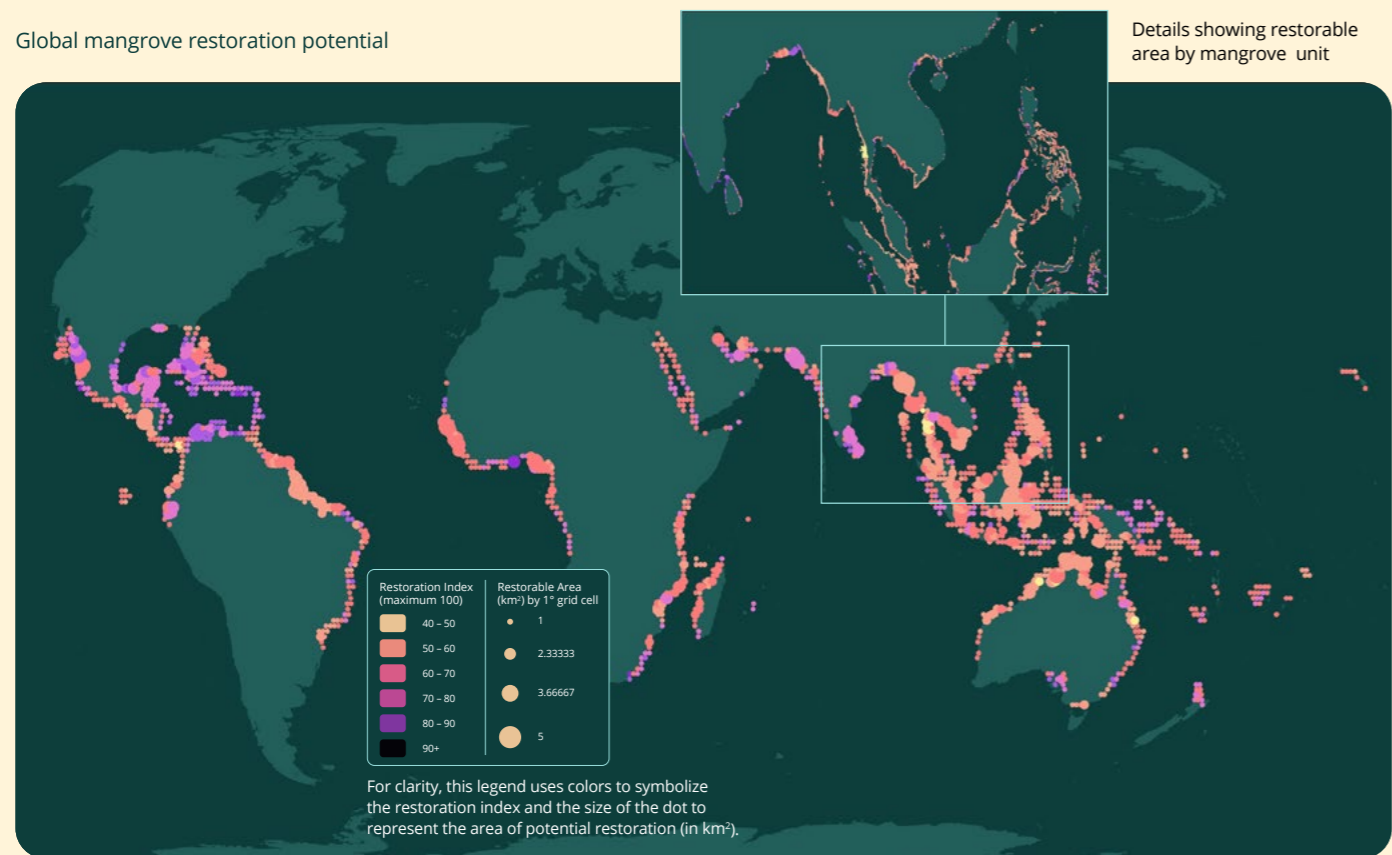 Global mangrove restoration potential
Details showing restorable
area by mangrove unit
Restoration Index
(maximum 100)
40 – 50
50 – 60
60 – 70
70 – 80
80 – 90
90+
Restorable Area
(km²) by 1° grid cell
1
2.33333
3.66667
5
For clarity, this legend uses colors to symbolize
the restoration index and the size of the dot to
represent the area of potential restoration (in km²).